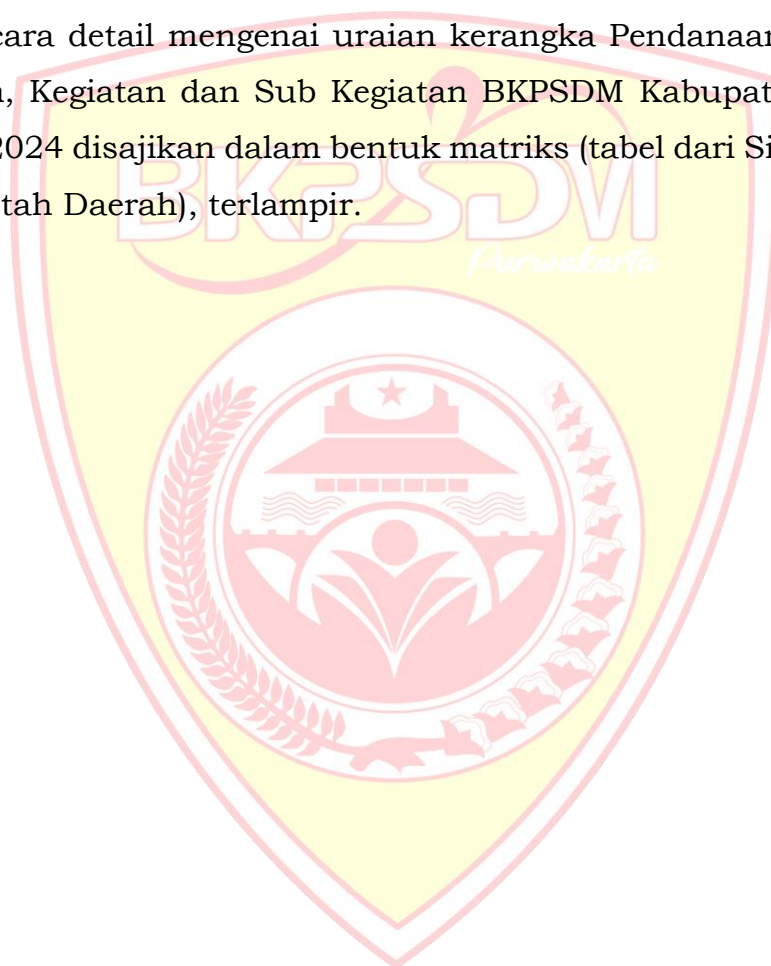 cara detail mengenai uraian kerangka Pendanaan
, Kegiatan dan Sub Kegiatan BKPSDM Kabupat
2024 disajikan dalam bentuk matriks (tabel dari Si
tah Daerah), terlampir.
BKPSDM
Purwakarta